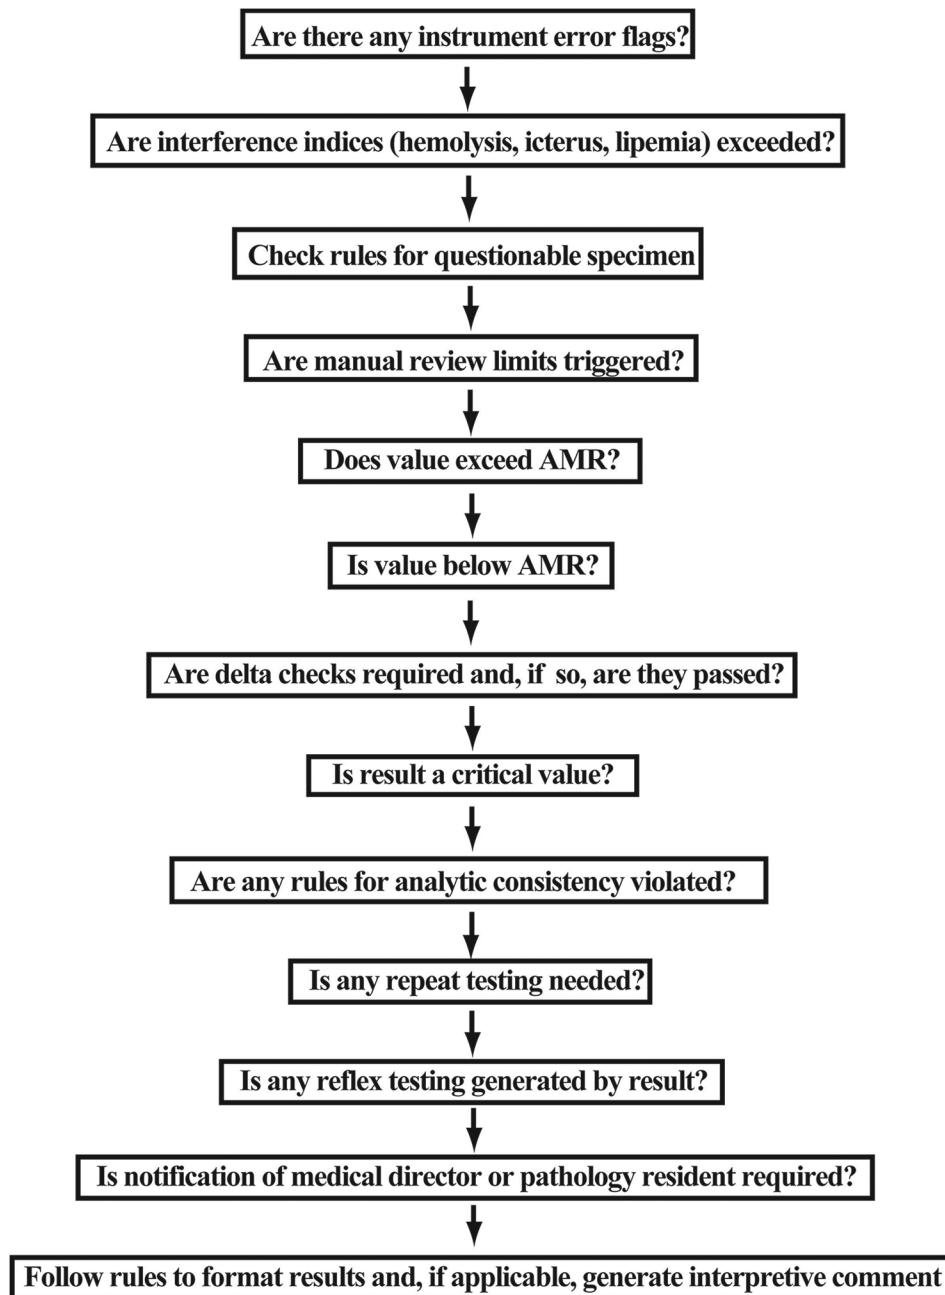 Are there any instrument error flags?
Are interference indices (hemolysis, icterus, lipemia) exceeded?
Check rules for questionable specimen
Are manual review limits triggered?
Does value exceed AMR?
Is value below AMR?
Are delta checks required and, if so, are they passed?
Is result a critical value?
Are any rules for analytic consistency violated?
Is any repeat testing needed?
Is any reflex testing generated by result?
Is notification of medical director or pathology resident required?
Follow rules to format results and, if applicable, generate interpretive comment